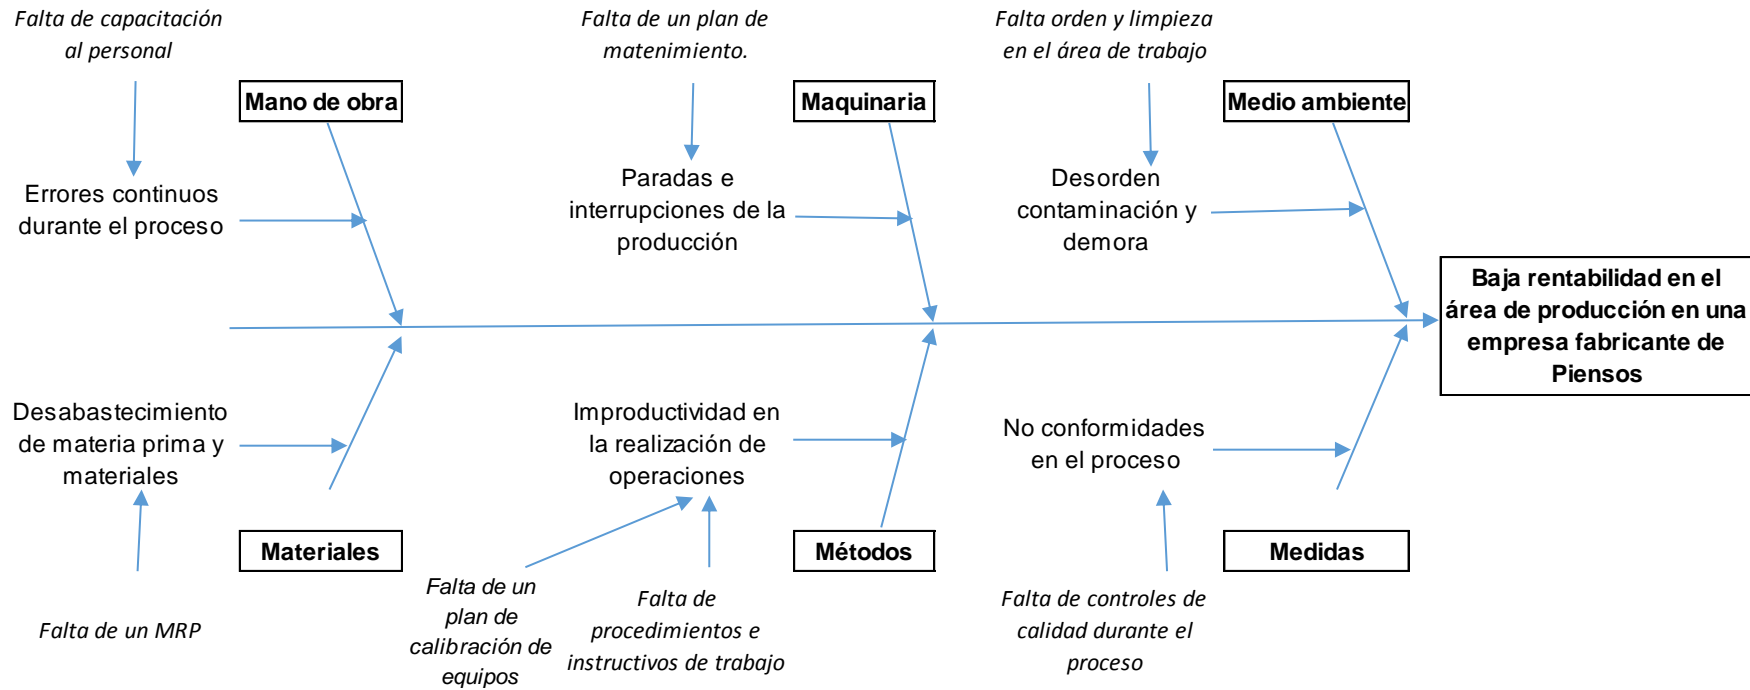 Falta de capacitación
al personal
Falta de un plan de
matenimiento.
Falta orden y limpieza
en el área de trabajo
Mano de obra
Maquinaria
Medio ambiente
Errores continuos
durante el proceso
Paradas e
interrupciones de la
producción
Desorden
contaminación y
demora
Baja rentabilidad en el
área de producción en una
empresa fabricante de
Piensos
Desabastecimiento
de materia prima y
materiales
Improductividad en
la realización de
operaciones
No conformidades
en el proceso
Materiales
Métodos
Medidas
Falta de un MRP
Falta de un
plan de
calibración de
equipos
Falta de
procedimientos e
instructivos de trabajo
Falta de controles de
calidad durante el
proceso